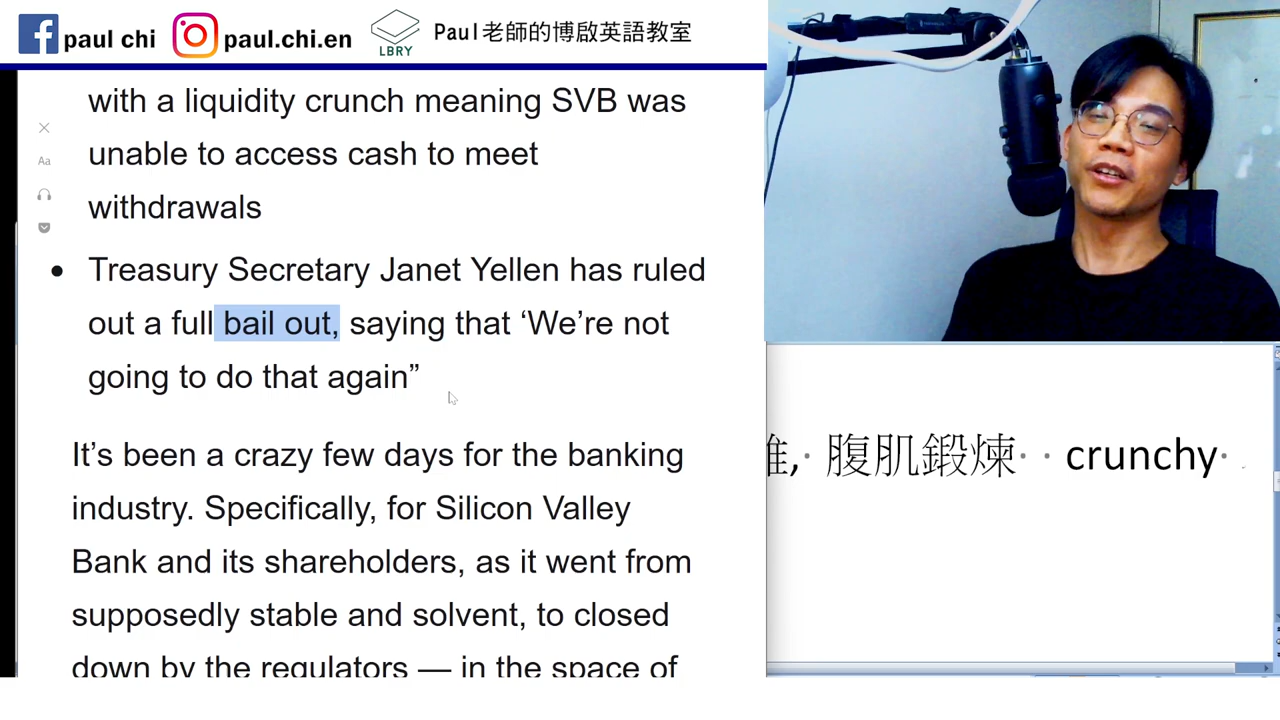 paul chi
paul.chi.en
LBRY
Paul老師的博啟英語教室
with a liquidity crunch meaning SVB was
unable to access cash to meet
withdrawals
• Treasury Secretary Janet Yellen has ruled
out a full bail out, saying that ‘We’re not
going to do that again”
It’s been a crazy few days for the banking
industry. Specifically, for Silicon Valley
Bank and its shareholders, as it went from
supposedly stable and solvent, to closed
down by the regulators — in the space of
Aa
腹肌鍛煉 crunchy